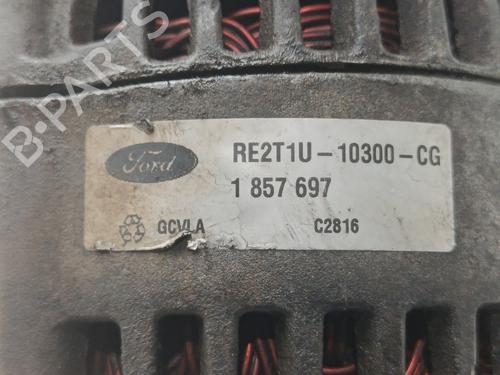 B-PARTS
Ford
RE2T1U-10300-CG
1 857 697
GCVLA
C2816